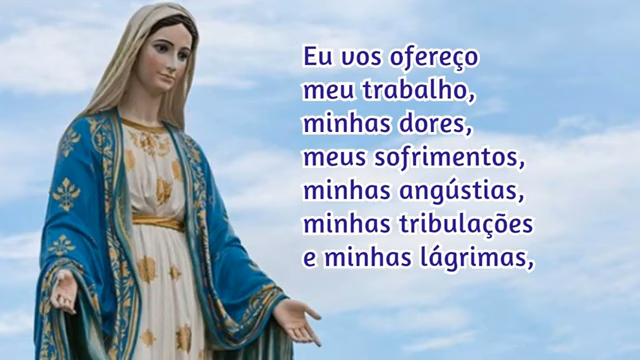 Eu vos ofereço
meu trabalho,
minhas dores,
meus sofrimentos,
minhas angústias,
minhas tribulações
e minhas lágrimas,